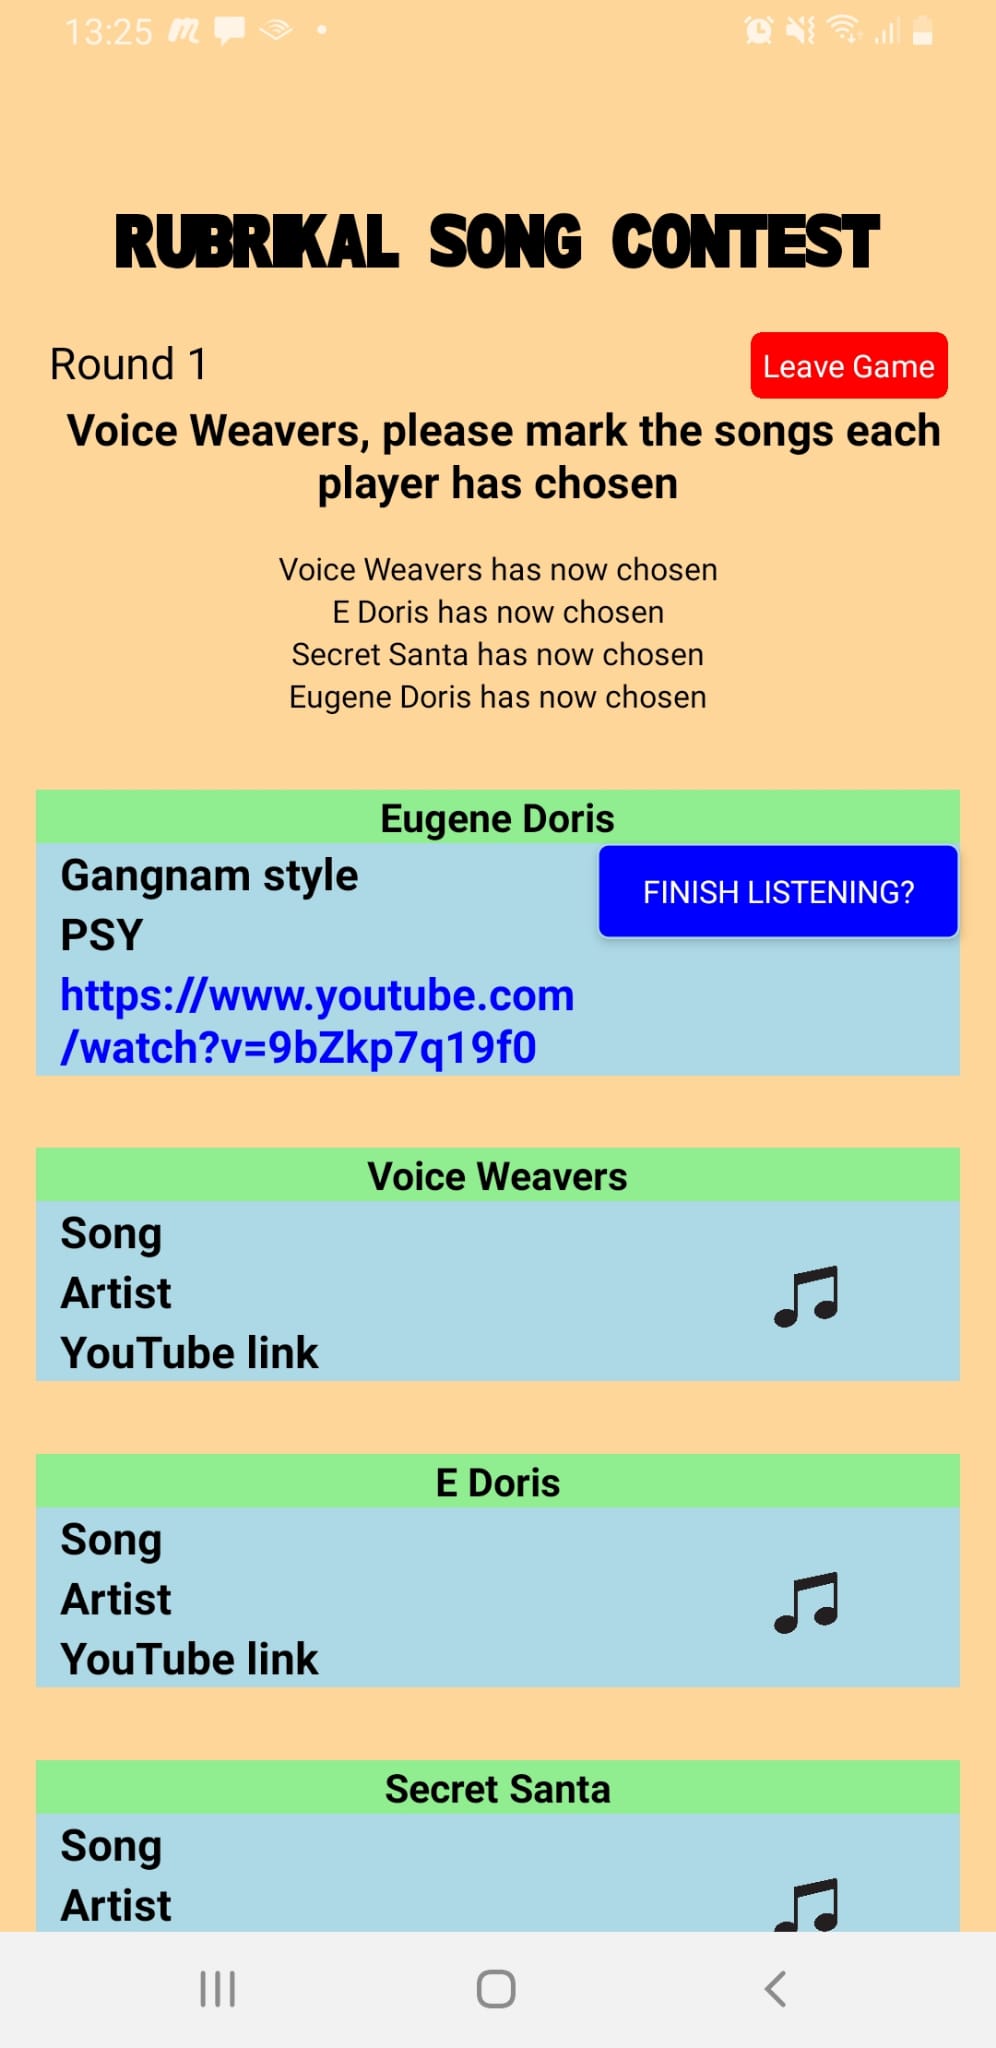 13:25
RUBRIKAL SONG CONTEST
Round 1
Leave Game
Voice Weavers, please mark the songs each
player has chosen
Voice Weavers has now chosen
E Doris has now chosen
Secret Santa has now chosen
Eugene Doris has now chosen
Eugene Doris
Gangnam style
FINISH LISTENING?
PSY
https://www.youtube.com
/watch?v=9bZkp7q19f0
Voice Weavers
Song
Artist
YouTube link
E Doris
Song
Artist
YouTube link
Secret Santa
Song
Artist